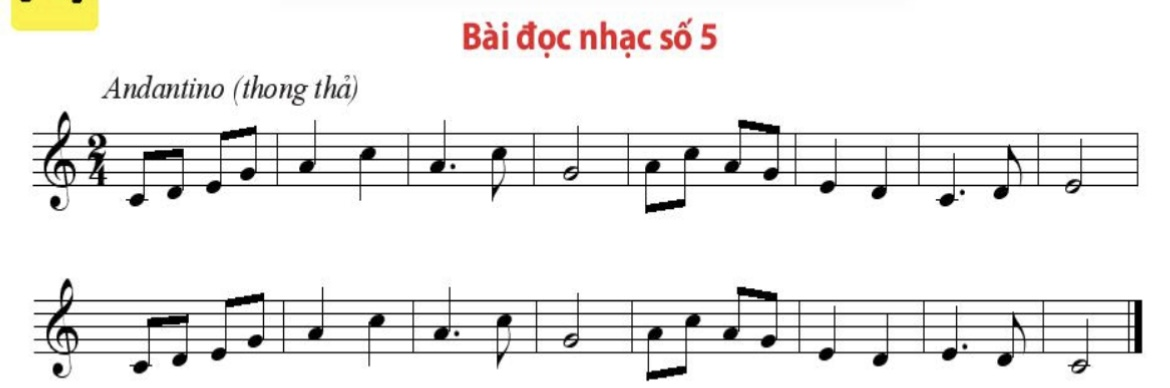 Bài đọc nhạc số 5
Andantino (thong thả)
2
4